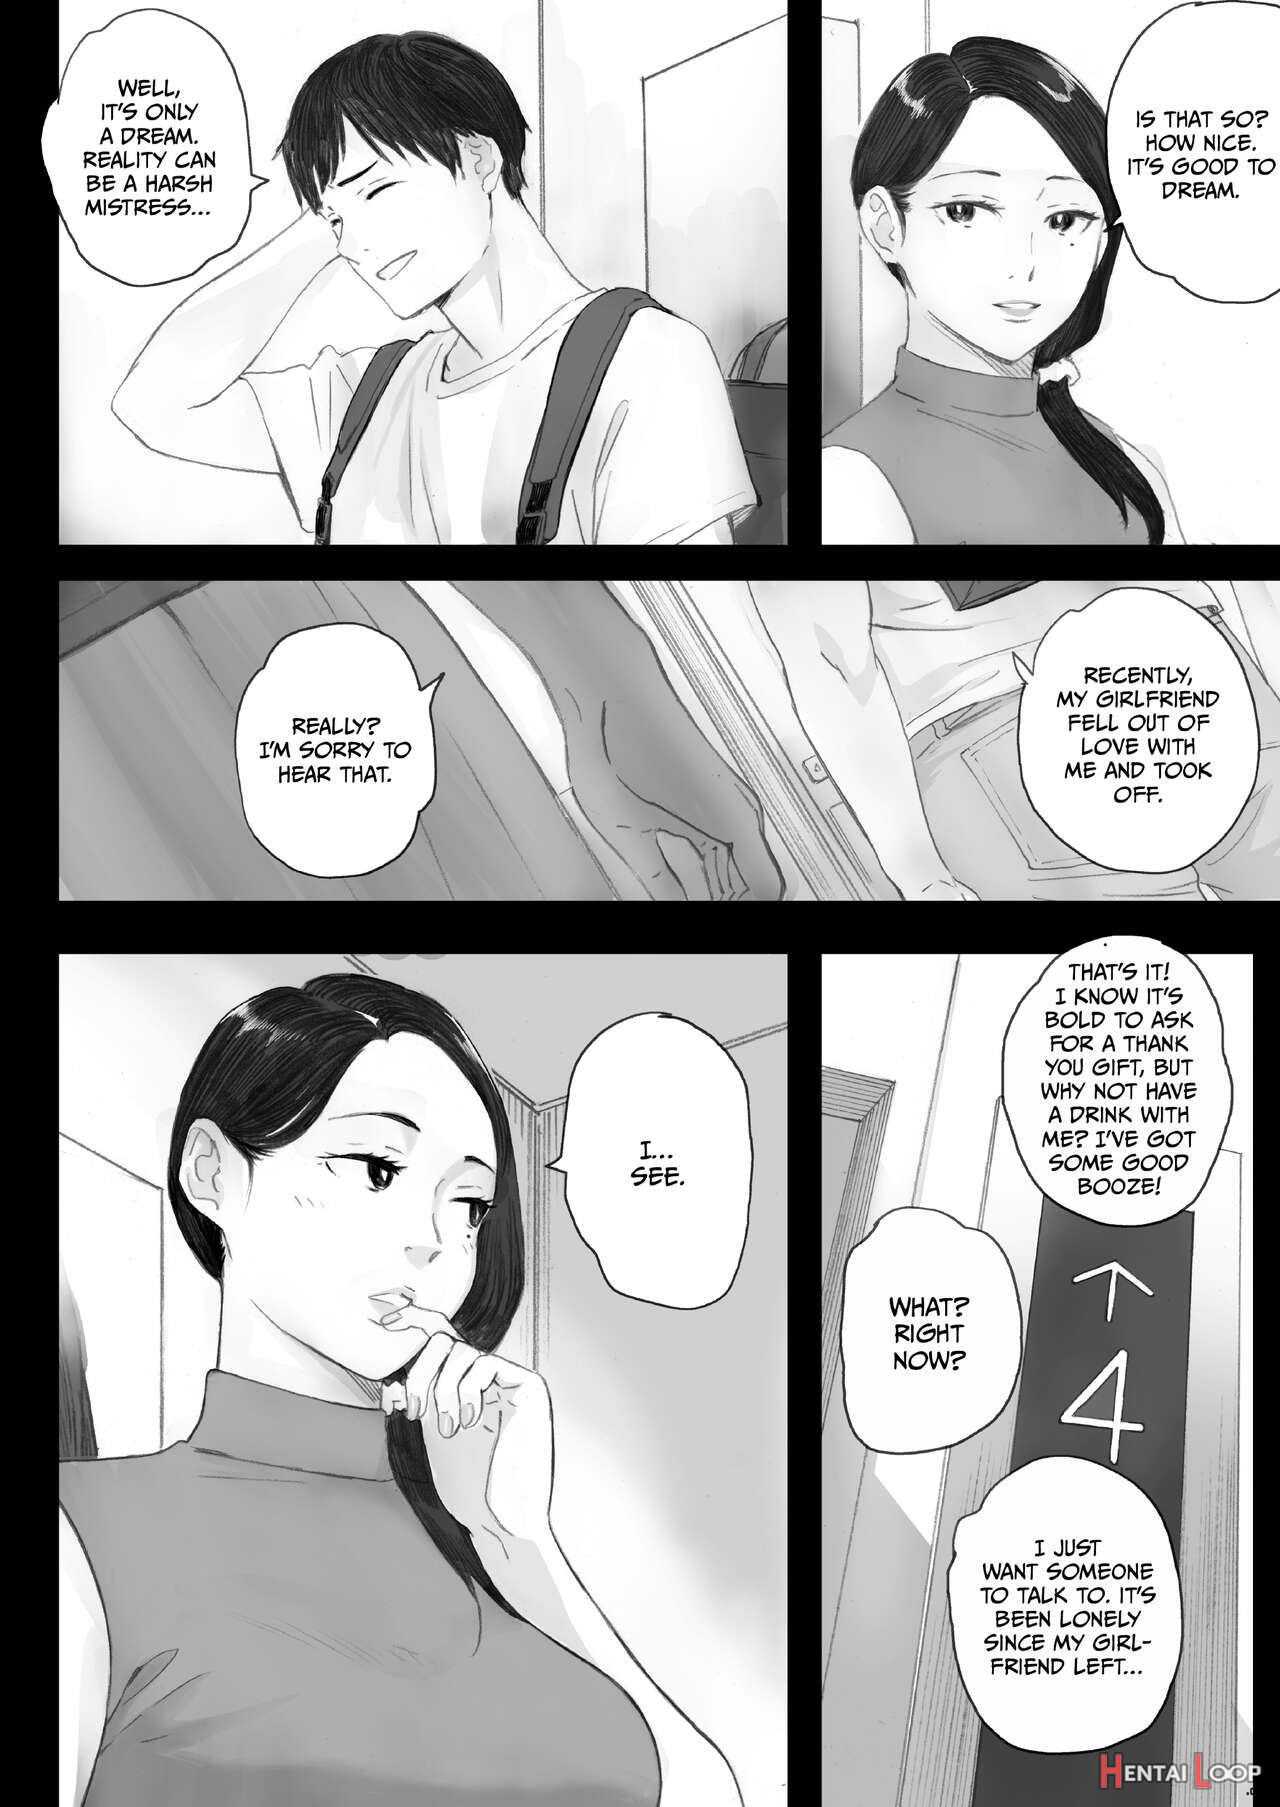 IS THAT SO?
HOW NICE.
IT'S GOOD TO
DREAM.
WELL,
IT'S ONLY
A DREAM.
REALITY CAN
BE A HARSH
MISTRESS...
RECENTLY,
MY GIRLFRIEND
FELL OUT OF
LOVE WITH
ME AND TOOK
OFF.
REALLY?
I'M SORRY TO
HEAR THAT.
THAT'S IT!
I KNOW IT'S
BOLD TO ASK
FOR A THANK
YOU GIFT, BUT
WHY NOT HAVE
A DRINK WITH
ME? I'VE GOT
SOME GOOD
BOOZE!
↑
4
WHAT?
RIGHT
NOW?
I JUST
WANT SOMEONE
TO TALK TO. IT'S
BEEN LONELY
SINCE MY GIRL-
FRIEND LEFT...
I...
SEE.
HENTAI LOOP